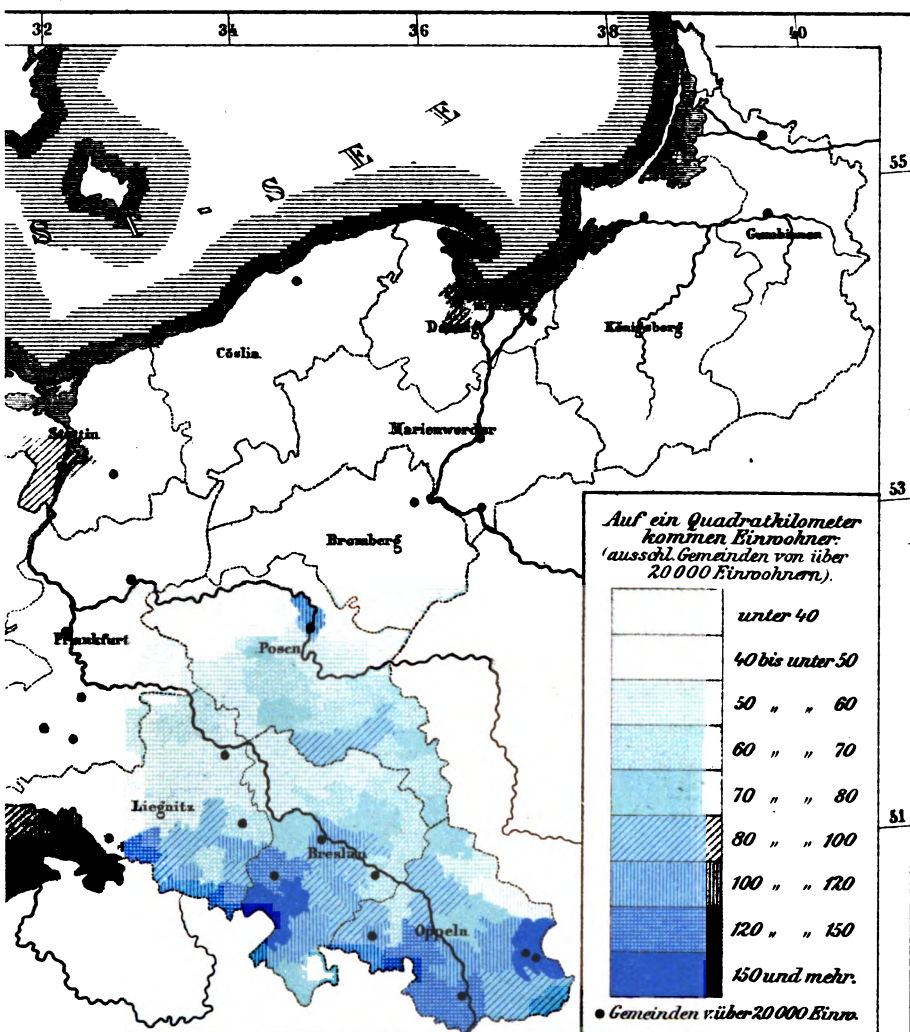 32 34 36 38 40
S T - S E E
55
Gumbinnen
Danzig
Königsberg
Cöslin
Stettin
Marienwerder
53
Bromberg
Frankfurt
Posen
Liegnitz
51
Breslau
Oppeln
Auf ein Quadratkilometer
kommen Einwohner:
(ausschl. Gemeinden von über
20000 Einwohnern).
unter 40
40 bis unter 50
50 „ „ 60
60 „ „ 70
70 „ „ 80
80 „ „ 100
100 „ „ 120
120 „ „ 150
150 und mehr.
Gemeinden v. über 20000 Einw.